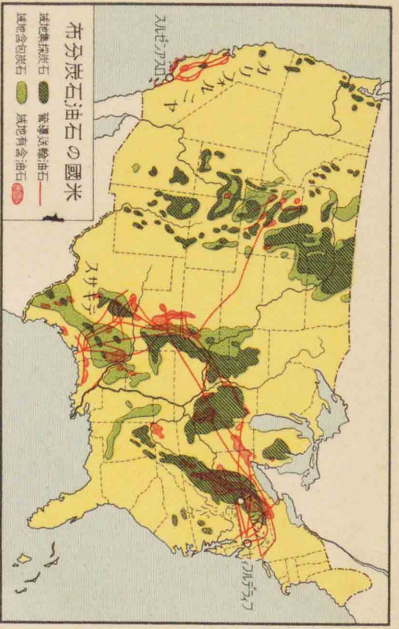 米國の石油石炭分布
石炭採集地域
石油輸送導管
石炭包含地域
石油含有地域
カリフォルニヤ
ロスアンゼルス
テキサス